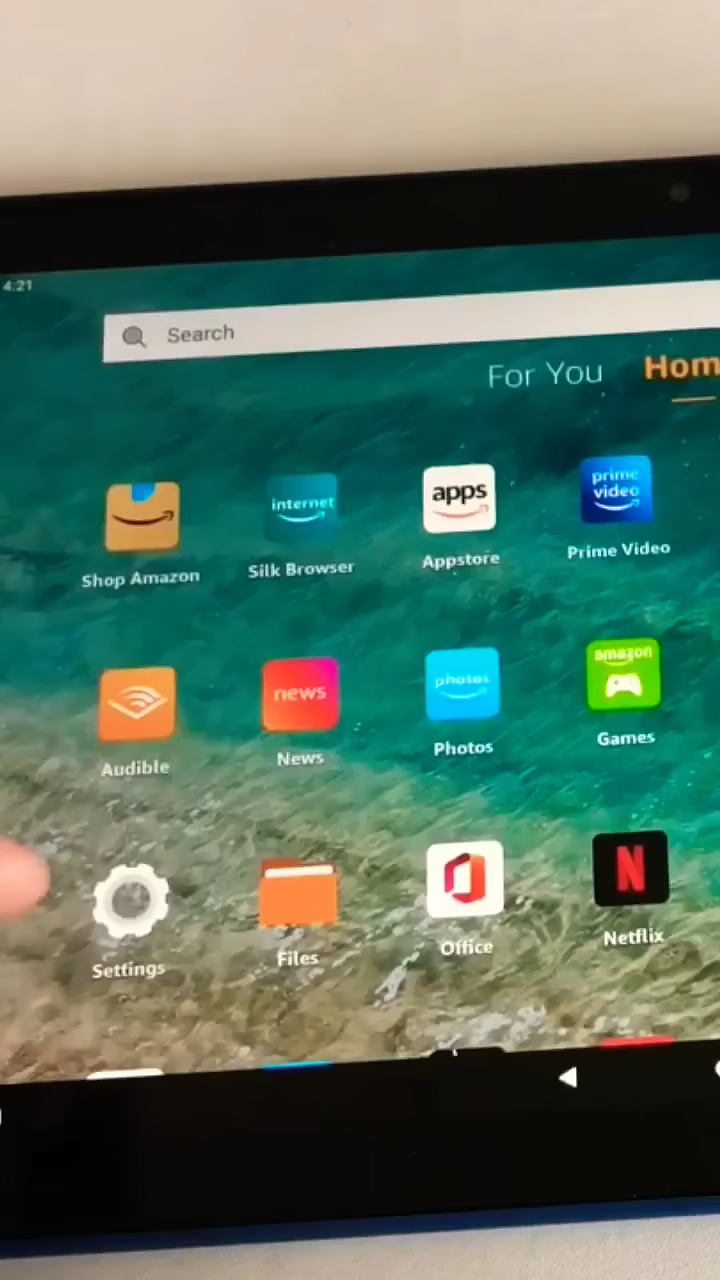 4:21
Search
For You Hom
internet apps prime video
Shop Amazon Silk Browser Appstore Prime Video
news photos amazon
Audible News Photos Games
N
Settings Files Office Netflix